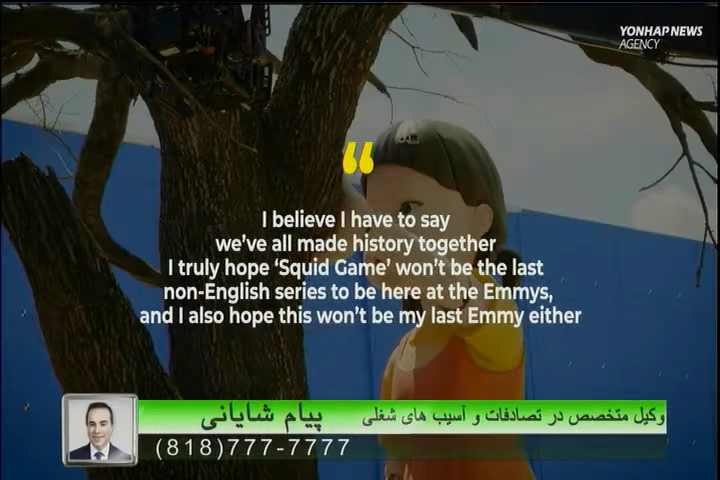 YONHAP NEWS
AGENCY
“
I believe I have to say
we’ve all made history together
I truly hope ‘Squid Game’ won’t be the last
non-English series to be here at the Emmys,
and I also hope this won’t be my last Emmy either
وکیل متخصص در تصادفات و آسیب های شغلی پیام شایانی
(818)777-7777